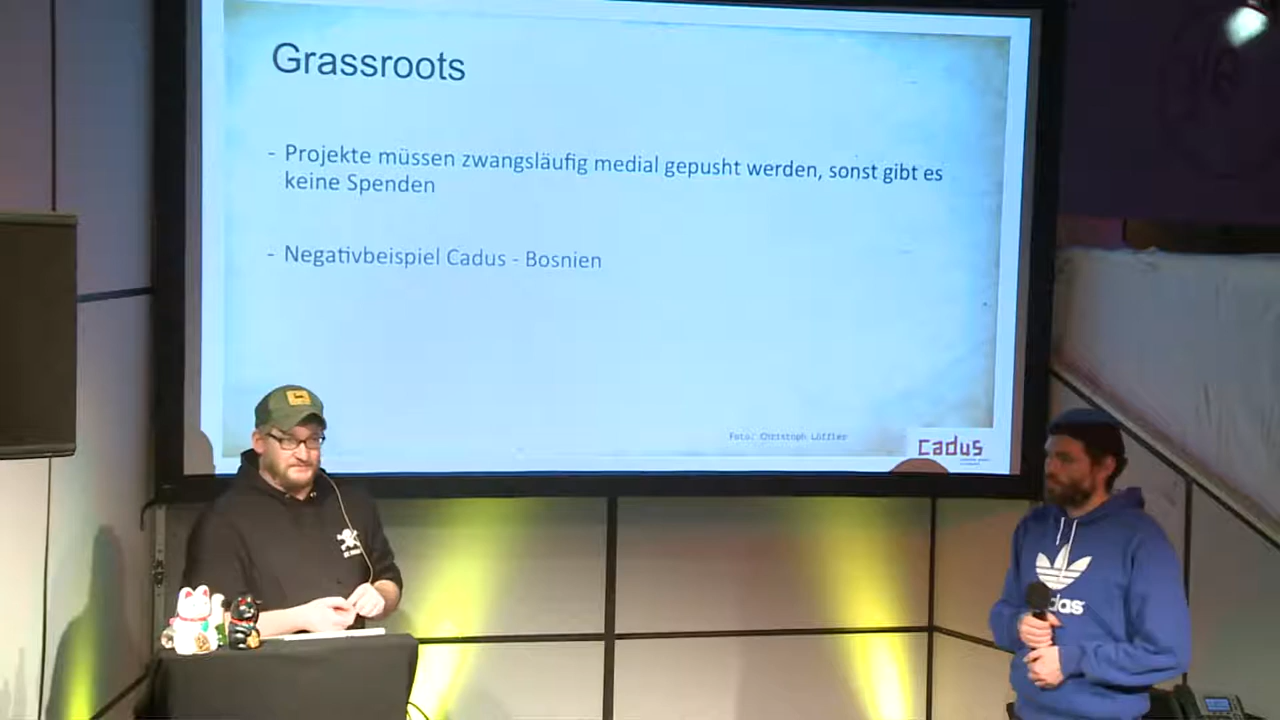 Grassroots
- Projekte müssen zwangsläufig medial gepusht werden, sonst gibt es
keine Spenden
- Negativbeispiel Cadus - Bosnien
Foto: Christoph Löffler
cadus